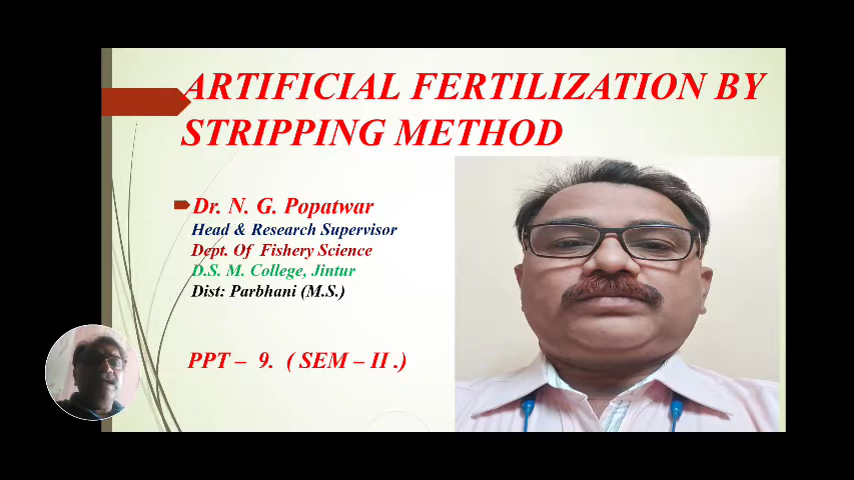 ARTIFICIAL FERTILIZATION BY
STRIPPING METHOD
Dr. N. G. Popatwar
Head & Research Supervisor
Dept. Of Fishery Science
D.S. M. College, Jintur
Dist: Parbhani (M.S.)
PPT – 9. ( SEM – II .)